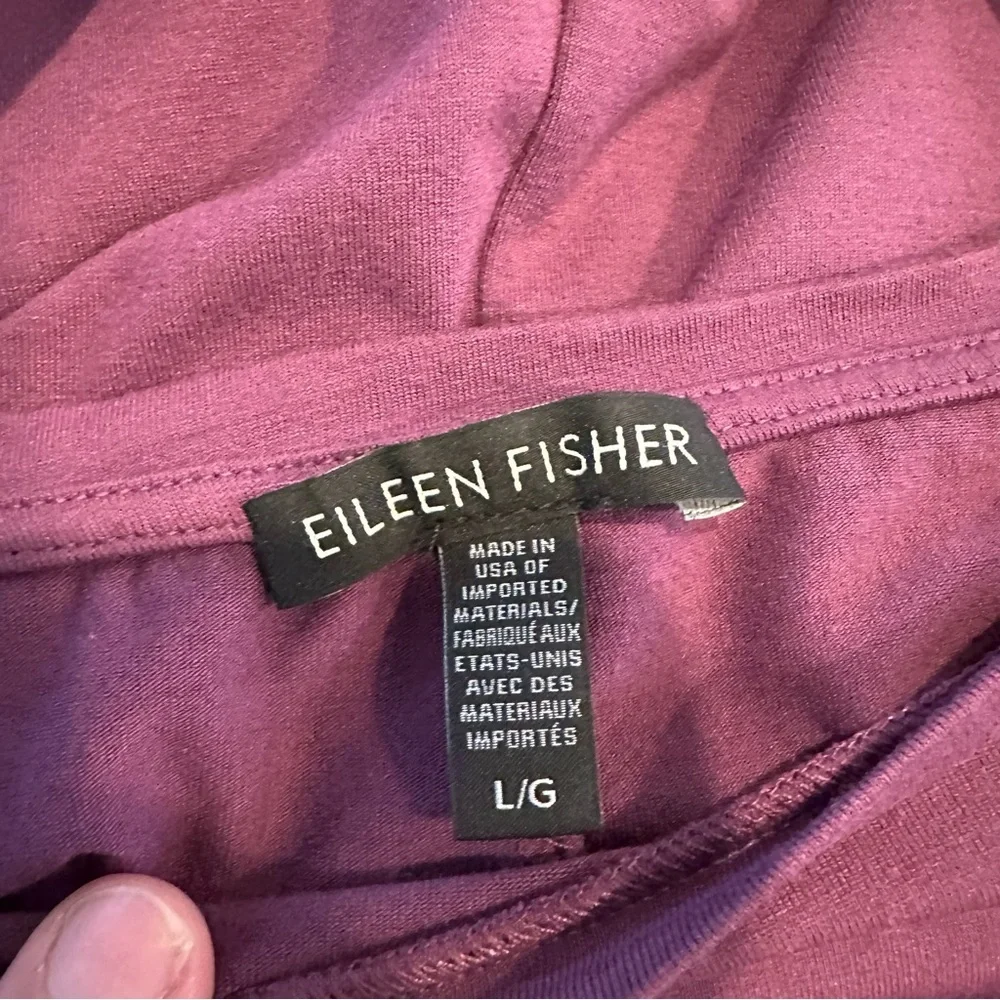 EILEEN FISHER
MADE IN
USA OF
IMPORTED
MATERIALS/
FABRIQUÉ AUX
ETATS-UNIS
AVEC DES
MATERIAUX
IMPORTÉS
L/G